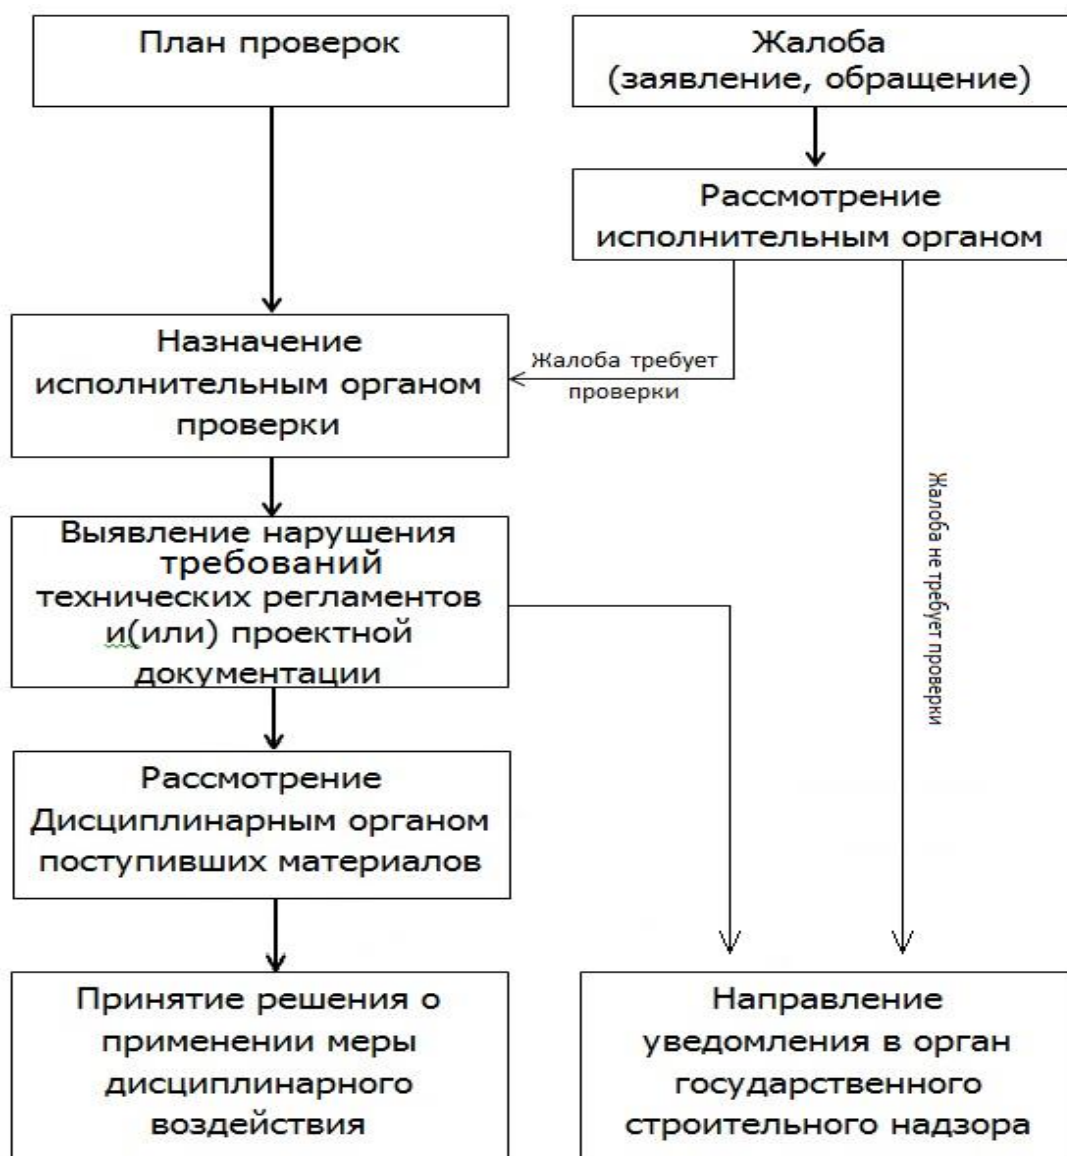 План проверок
Жалоба
(заявление, обращение)
Рассмотрение
исполнительным органом
Назначение
исполнительным органом
проверки
Жалоба требует
проверки
Жалоба не требует проверки
Выявление нарушения
требований
технических регламентов
и(или) проектной
документации
Рассмотрение
Дисциплинарным органом
поступивших материалов
Принятие решения о
применении меры
дисциплинарного
воздействия
Направление
уведомления в орган
государственного
строительного надзора